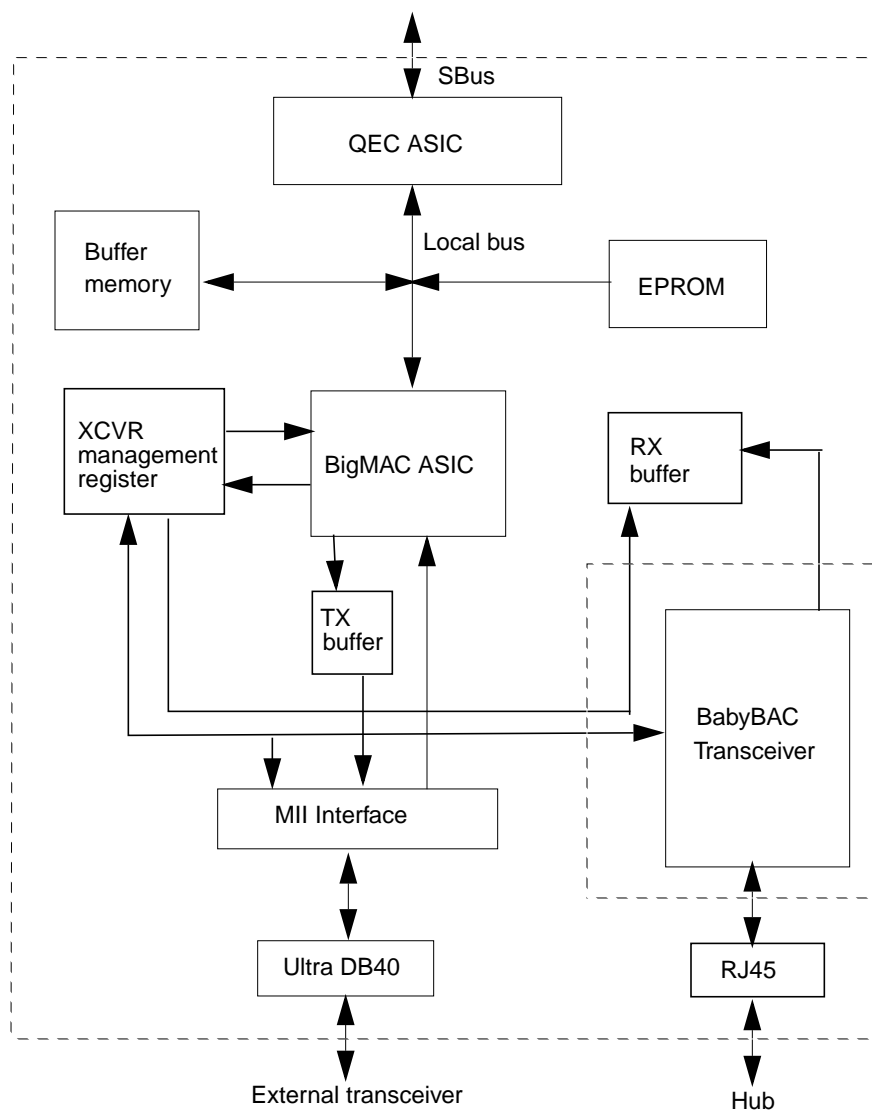 SBus
QEC ASIC
Local bus
Buffer
memory
EPROM
XCVR
management
register
BigMAC ASIC
RX
buffer
TX
buffer
BabyBAC
Transceiver
MII Interface
Ultra DB40
RJ45
External transceiver
Hub